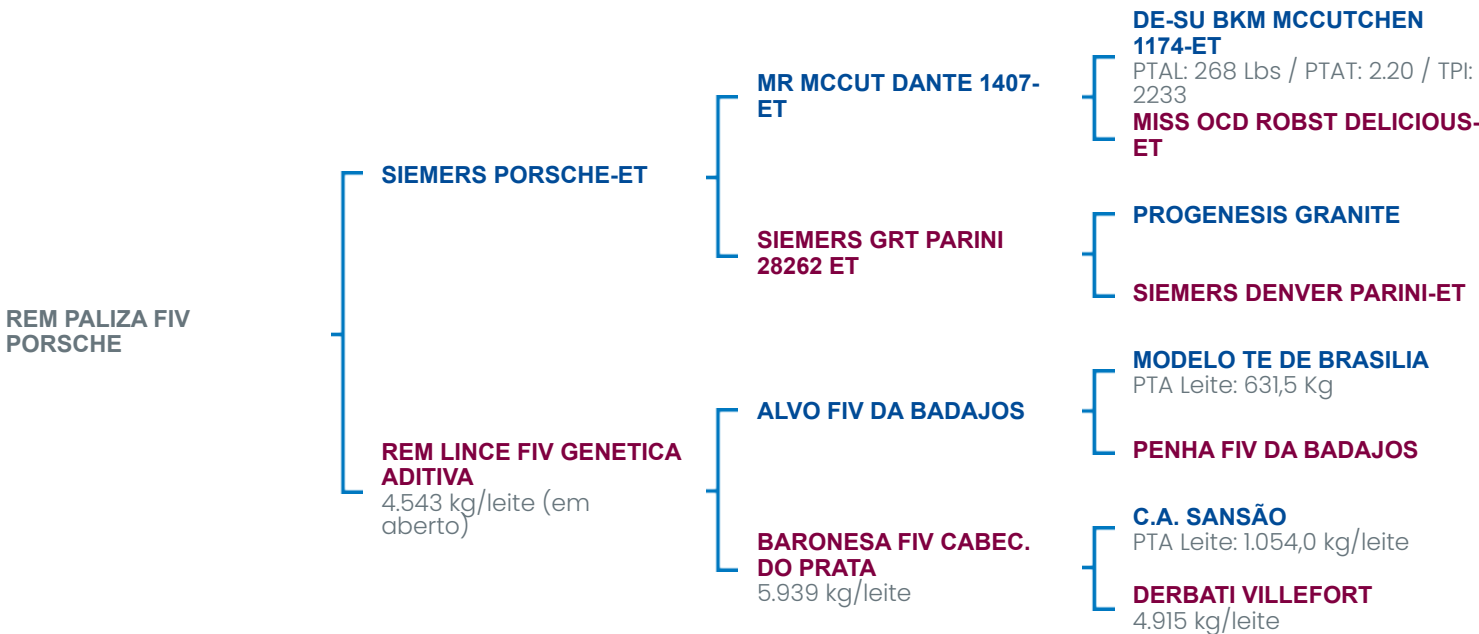 REM PALIZA FIV
PORSCHE
SIEMERS PORSCHE-ET
REM LINCE FIV GENETICA
ADITIVA
4.543 kg/leite (em
aberto)
MR MCCUT DANTE 1407-
ET
SIEMERS GRT PARINI
28262 ET
ALVO FIV DA BADAJOS
BARONESA FIV CABEC.
DO PRATA
5.939 kg/leite
DE-SU BKM MCCUTCHEN
1174-ET
PTAL: 268 Lbs / PTAT: 2.20 / TPI:
2233
MISS OCD ROBST DELICIOUS-
ET
PROGENESIS GRANITE
SIEMERS DENVER PARINI-ET
MODELO TE DE BRASILIA
PTA Leite: 631,5 Kg
PENHA FIV DA BADAJOS
C.A. SANSÃO
PTA Leite: 1.054,0 kg/leite
DERBATI VILLEFORT
4.915 kg/leite